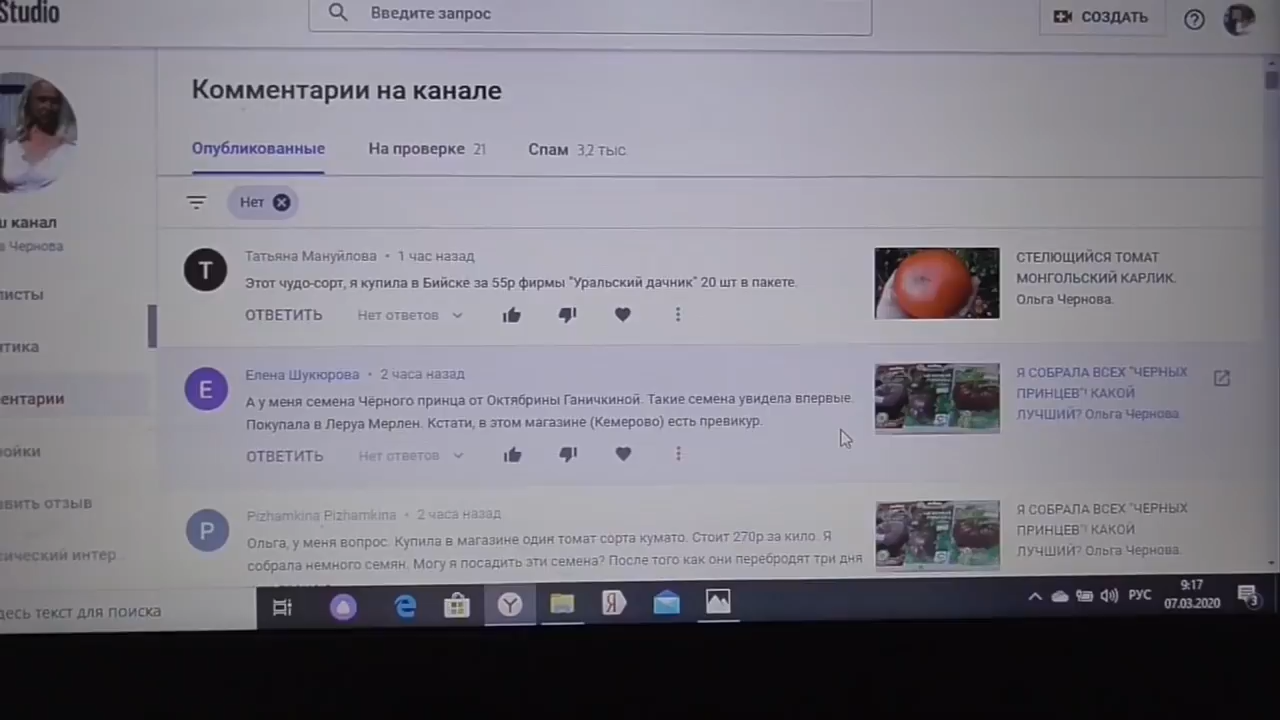 Studio
Введите запрос
СОЗДАТЬ
Комментарии на канале
Опубликованные
На проверке 21
Спам 3,2 тыс.
Нет
канал
Чернова
Татьяна Мануйлова • 1 час назад
Этот чудо-сорт, я купила в Бийске за 55р фирмы "Уральский дачник" 20 шт в пакете.
ОТВЕТИТЬ Нет ответов
СТЕЛЮЩИЙСЯ ТОМАТ
МОНГОЛЬСКИЙ КАРЛИК.
Ольга Чернова.
Елена Шукюрова • 2 часа назад
А у меня семена Чёрного принца от Октябрины Ганичкиной. Такие семена увидела впервые.
Покупала в Леруа Мерлен. Кстати, в этом магазине (Кемерово) есть превикур.
ОТВЕТИТЬ Нет ответов
Я СОБРАЛА ВСЕХ "ЧЕРНЫХ
ПРИНЦЕВ"! КАКОЙ
ЛУЧШИЙ? Ольга Чернова
Pizhamkina Pizhamkina • 2 часа назад
Ольга, у меня вопрос. Купила в магазине один томат сорта кумато. Стоит 270р за кило. Я
собрала немного семян. Могу я посадить эти семена? После того как они перебродят три дня
Я СОБРАЛА ВСЕХ "ЧЕРНЫХ
ПРИНЦЕВ"! КАКОЙ
ЛУЧШИЙ? Ольга Чернова.
листы
тика
ентарии
ойки
вить отзыв
ический интер
десь текст для поиска
РУС
9:17
07.03.2020
3
T
Е
P
Я